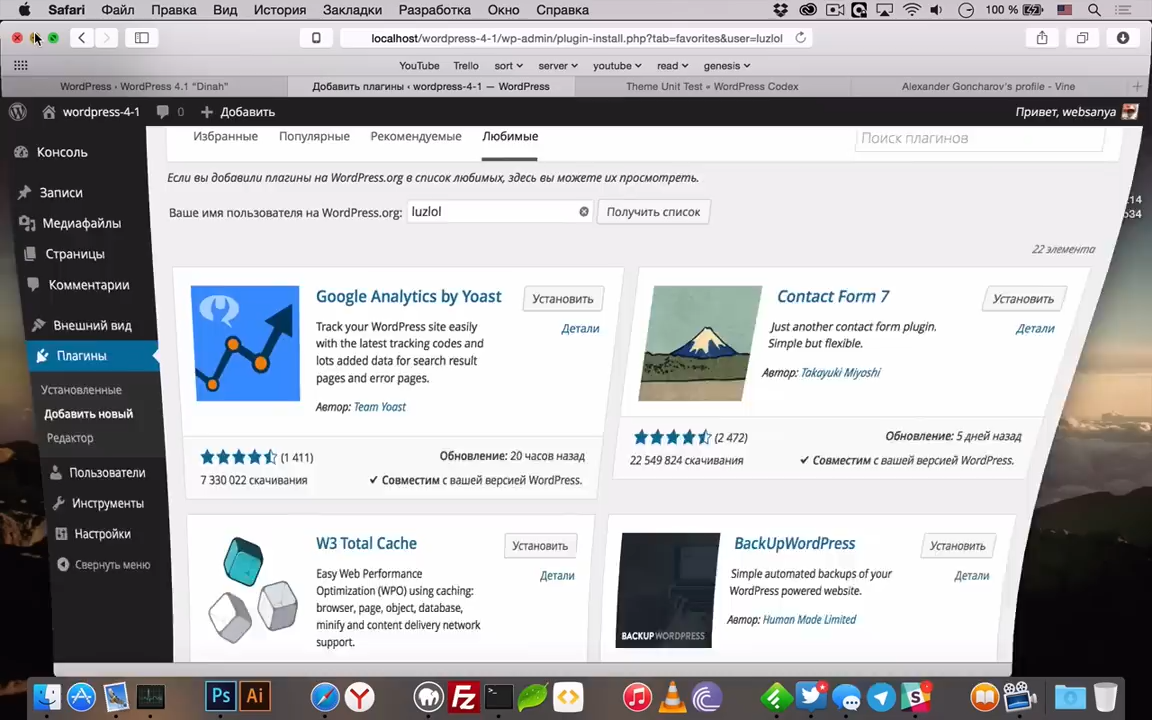 Safari Файл Правка Вид История Закладки Разработка Окно Справка 100 %
localhost/wordpress-4-1/wp-admin/plugin-install.php?tab=favorites&user=luzlol
YouTube Trello sort server youtube read genesis
WordPress › WordPress 4.1 "Dinah" Добавить плагины ‹ wordpress-4-1 — WordPress Theme Unit Test « WordPress Codex Alexander Goncharov's profile - Vine
wordpress-4-1 0 Добавить Привет, websanya
Консоль
Записи
Медиафайлы
Страницы
Комментарии
Внешний вид
Плагины
Установленные
Добавить новый
Редактор
Пользователи
Инструменты
Настройки
Свернуть меню
Избранные Популярные Рекомендуемые Любимые Поиск плагинов
Если вы добавили плагины на WordPress.org в список любимых, здесь вы можете их просмотреть.
Ваше имя пользователя на WordPress.org: luzlol Получить список
22 элемента
Google Analytics by Yoast Установить
Детали
Track your WordPress site easily
with the latest tracking codes and
lots added data for search result
pages and error pages.
Автор: Team Yoast
(1 411) Обновление: 20 часов назад
7 330 022 скачивания Совместим с вашей версией WordPress.
Contact Form 7 Установить
Детали
Just another contact form plugin.
Simple but flexible.
Автор: Takayuki Miyoshi
(2 472) Обновление: 5 дней назад
22 549 824 скачивания Совместим с вашей версией WordPress.
W3 Total Cache Установить
Детали
Easy Web Performance
Optimization (WPO) using caching:
browser, page, object, database,
minify and content delivery network
support.
BACKUPWORDPRESS
BackUpWordPress Установить
Детали
Simple automated backups of your
WordPress powered website.
Автор: Human Made Limited
Ps Ai